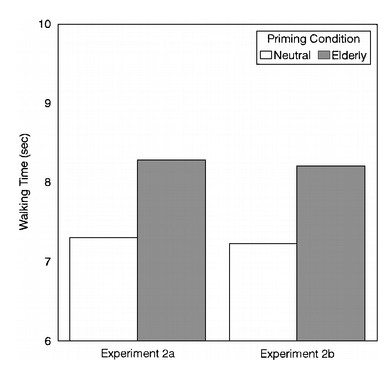 10
Priming Condition
Neutral Elderly
9
8
7
6
Walking Time (sec)
Experiment 2a
Experiment 2b